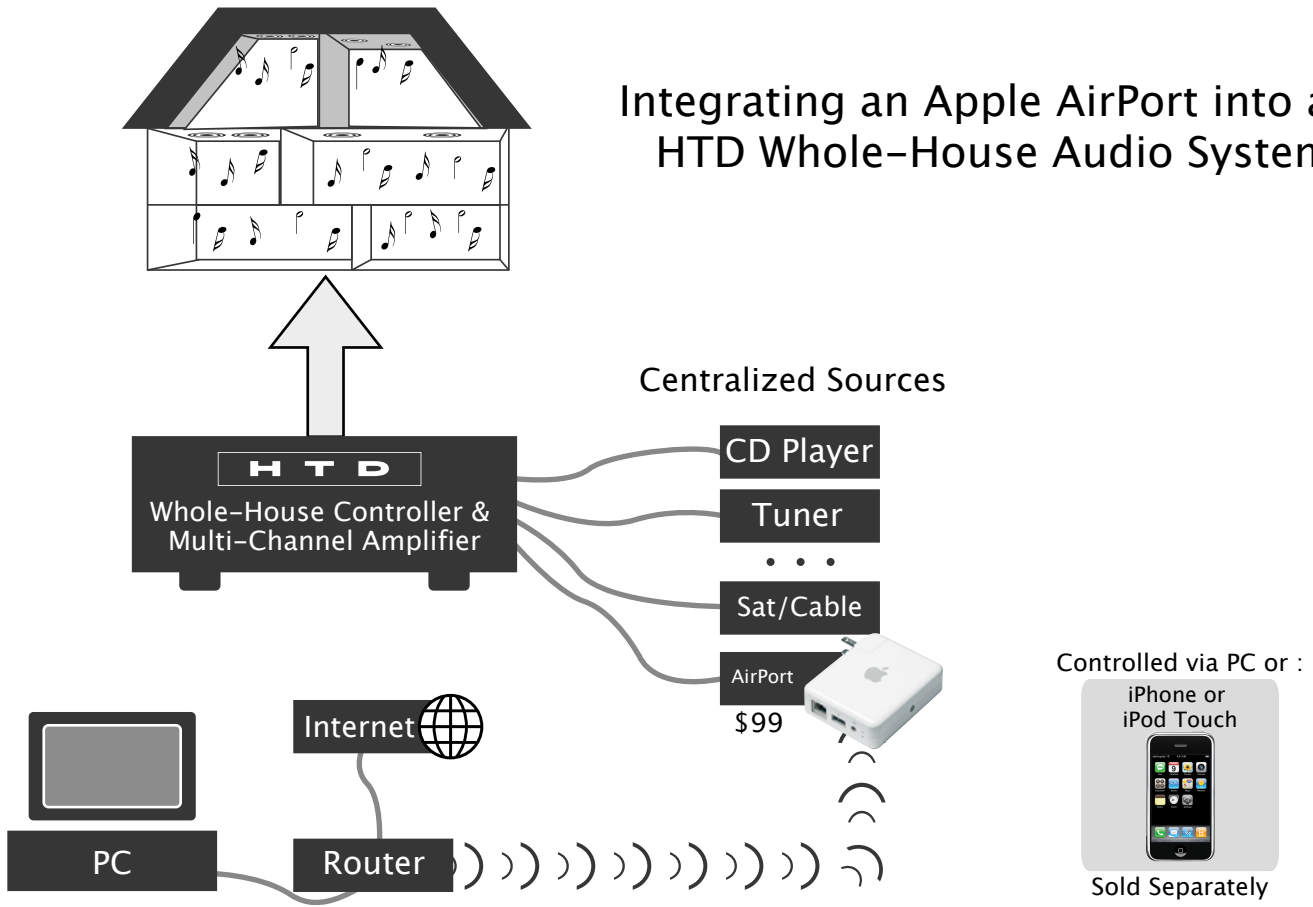 Integrating an Apple AirPort into
HTD Whole-House Audio
Centralized Sources
CD Player
Tuner
• • •
Sat/Cable
AirPort
$99
HTD
Whole-House Controller &
Multi-Channel Amplifier
Internet
PC
Router
Controlled via PC or :
iPhone or
iPod Touch
Sold Separately